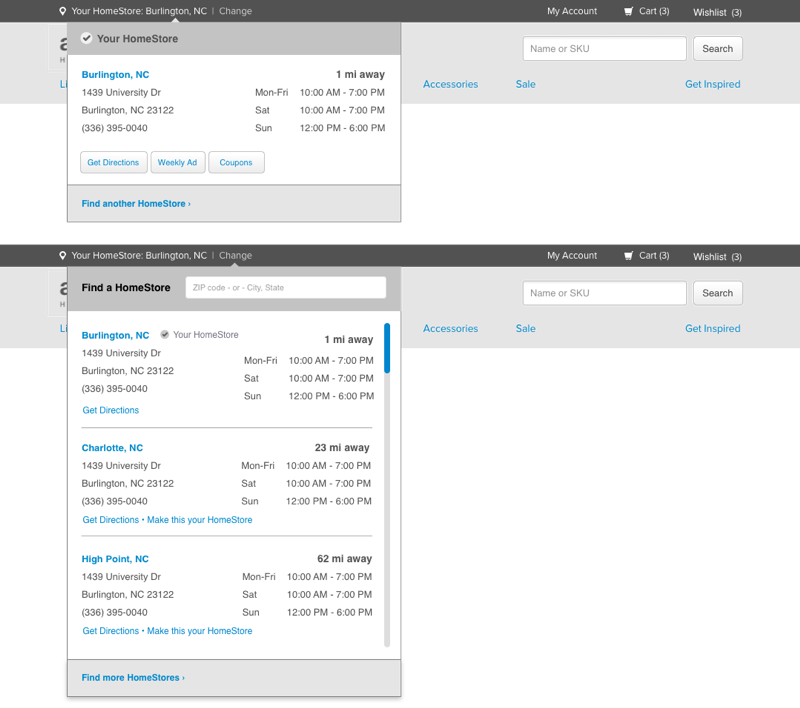 Your HomeStore: Burlington, NC | Change My Account Cart (3) Wishlist (3)
Your HomeStore
Name or SKU Search
Burlington, NC 1 mi away
Li Accessories Sale Get Inspired
1439 University Dr Mon-Fri 10:00 AM - 7:00 PM
Burlington, NC 23122 Sat 10:00 AM - 7:00 PM
(336) 395-0040 Sun 12:00 PM - 6:00 PM
Get Directions Weekly Ad Coupons
Find another HomeStore ›
Your HomeStore: Burlington, NC | Change My Account Cart (3) Wishlist (3)
Find a HomeStore ZIP code - or - City, State
Name or SKU Search
Li Accessories Sale Get Inspired
Burlington, NC Your HomeStore 1 mi away
1439 University Dr Mon-Fri 10:00 AM - 7:00 PM
Burlington, NC 23122 Sat 10:00 AM - 7:00 PM
(336) 395-0040 Sun 12:00 PM - 6:00 PM
Get Directions
Charlotte, NC 23 mi away
1439 University Dr Mon-Fri 10:00 AM - 7:00 PM
Burlington, NC 23122 Sat 10:00 AM - 7:00 PM
(336) 395-0040 Sun 12:00 PM - 6:00 PM
Get Directions • Make this your HomeStore
High Point, NC 62 mi away
1439 University Dr Mon-Fri 10:00 AM - 7:00 PM
Burlington, NC 23122 Sat 10:00 AM - 7:00 PM
(336) 395-0040 Sun 12:00 PM - 6:00 PM
Get Directions • Make this your HomeStore
Find more HomeStores ›